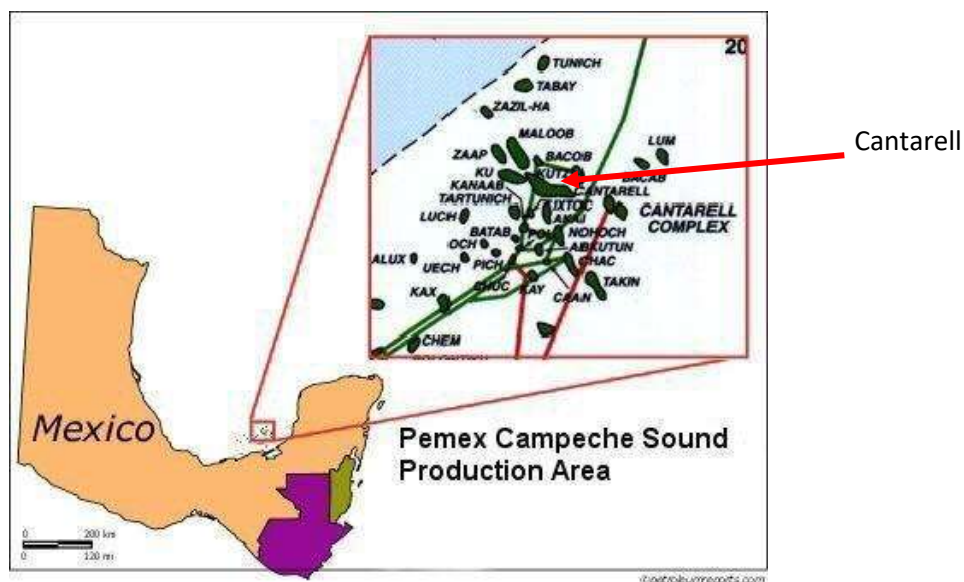 20
TUNICH
TABAY
ZAZIL-HA
MALOOB
LUM
ZAAP
BACOB
Cantarell
KU
KUTZ
BACAB
KANAAB
CANTARELL
TARTUNICH
IXTOC
LUCH
AKAJ
CANTARELL
COMPLEX
BATAB
POL
NOHOCH
OCH
ABKUTUN
ALUX
UECH
PICH
CHAC
CHUC
KAY
TAKIN
KAX
CAAN
CHEM
Mexico
Pemex Campeche Sound
Production Area
0 200 km
0 120 mi